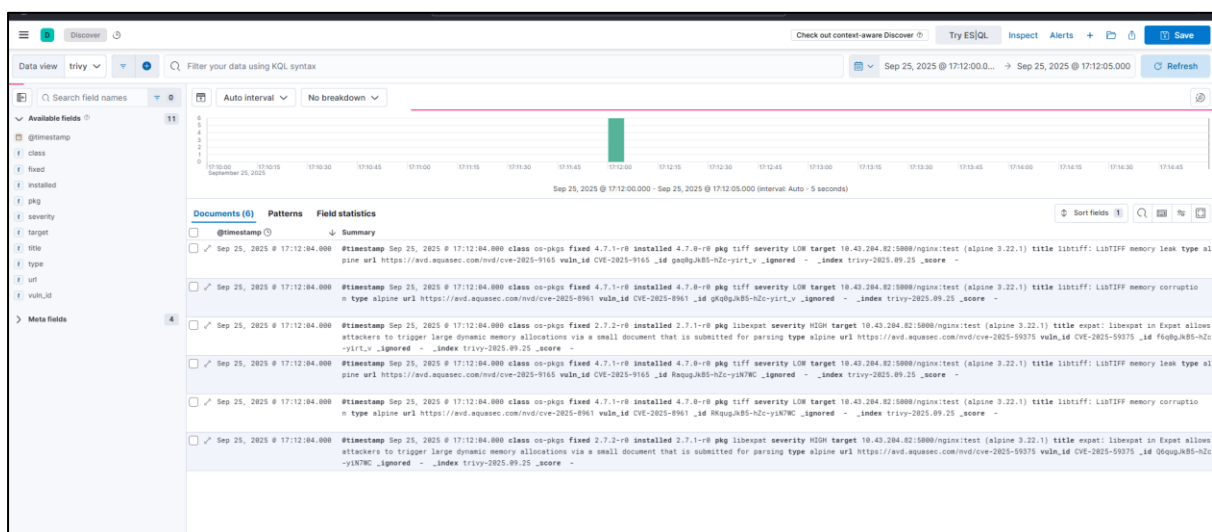 D Discover
Check out context-aware Discover Try ES|QL Inspect Alerts Save
Data view trivy Filter your data using KQL syntax Sep 25, 2025 @ 17:12:00.0... → Sep 25, 2025 @ 17:12:05.000 Refresh
Search field names 0 Auto interval No breakdown
Available fields 11
@timestamp
class
fixed
installed
pkg
severity
target
title
type
url
vuln_id
Meta fields 4
6
5
4
3
2
1
0
17:10:00 17:10:15 17:10:30 17:10:45 17:11:00 17:11:15 17:11:30 17:11:45 17:12:00 17:12:15 17:12:30 17:12:45 17:13:00 17:13:15 17:13:30 17:13:45 17:14:00 17:14:15 17:14:30 17:14:45
September 25, 2025
Sep 25, 2025 @ 17:12:00.000 - Sep 25, 2025 @ 17:12:05.000 (interval: Auto - 5 seconds)
Documents (6) Patterns Field statistics Sort fields 1
@timestamp Summary
Sep 25, 2025 @ 17:12:04.000 @timestamp Sep 25, 2025 @ 17:12:04.000 class os-pkgs fixed 4.7.1-r0 installed 4.7.0-r0 pkg tiff severity LOW target 10.43.204.82:5000/nginx:test (alpine 3.22.1) title libtiff: LibTIFF memory leak type al
pine url https://avd.aquasec.com/nvd/cve-2025-9165 vuln_id CVE-2025-9165 _id gaq0gJkB5-hZc-yirt_v _ignored - _index trivy-2025.09.25 _score -
Sep 25, 2025 @ 17:12:04.000 @timestamp Sep 25, 2025 @ 17:12:04.000 class os-pkgs fixed 4.7.1-r0 installed 4.7.0-r0 pkg tiff severity LOW target 10.43.204.82:5000/nginx:test (alpine 3.22.1) title libtiff: LibTIFF memory corruptio
n type alpine url https://avd.aquasec.com/nvd/cve-2025-8961 vuln_id CVE-2025-8961 _id gKq0gJkB5-hZc-yirt_v _ignored - _index trivy-2025.09.25 _score -
Sep 25, 2025 @ 17:12:04.000 @timestamp Sep 25, 2025 @ 17:12:04.000 class os-pkgs fixed 2.7.2-r0 installed 2.7.1-r0 pkg libexpat severity HIGH target 10.43.204.82:5000/nginx:test (alpine 3.22.1) title expat: libexpat in Expat allows
attackers to trigger large dynamic memory allocations via a small document that is submitted for parsing type alpine url https://avd.aquasec.com/nvd/cve-2025-59375 vuln_id CVE-2025-59375 _id f6q0gJkB5-hZc
-yirt_v _ignored - _index trivy-2025.09.25 _score -
Sep 25, 2025 @ 17:12:04.000 @timestamp Sep 25, 2025 @ 17:12:04.000 class os-pkgs fixed 4.7.1-r0 installed 4.7.0-r0 pkg tiff severity LOW target 10.43.204.82:5000/nginx:test (alpine 3.22.1) title libtiff: LibTIFF memory leak type al
pine url https://avd.aquasec.com/nvd/cve-2025-9165 vuln_id CVE-2025-9165 _id RaqugJkB5-hZc-yiN7WC _ignored - _index trivy-2025.09.25 _score -
Sep 25, 2025 @ 17:12:04.000 @timestamp Sep 25, 2025 @ 17:12:04.000 class os-pkgs fixed 4.7.1-r0 installed 4.7.0-r0 pkg tiff severity LOW target 10.43.204.82:5000/nginx:test (alpine 3.22.1) title libtiff: LibTIFF memory corruptio
n type alpine url https://avd.aquasec.com/nvd/cve-2025-8961 vuln_id CVE-2025-8961 _id RKqugJkB5-hZc-yiN7WC _ignored - _index trivy-2025.09.25 _score -
Sep 25, 2025 @ 17:12:04.000 @timestamp Sep 25, 2025 @ 17:12:04.000 class os-pkgs fixed 2.7.2-r0 installed 2.7.1-r0 pkg libexpat severity HIGH target 10.43.204.82:5000/nginx:test (alpine 3.22.1) title expat: libexpat in Expat allows
attackers to trigger large dynamic memory allocations via a small document that is submitted for parsing type alpine url https://avd.aquasec.com/nvd/cve-2025-59375 vuln_id CVE-2025-59375 _id Q6qugJkB5-hZc
-yiN7WC _ignored - _index trivy-2025.09.25 _score -